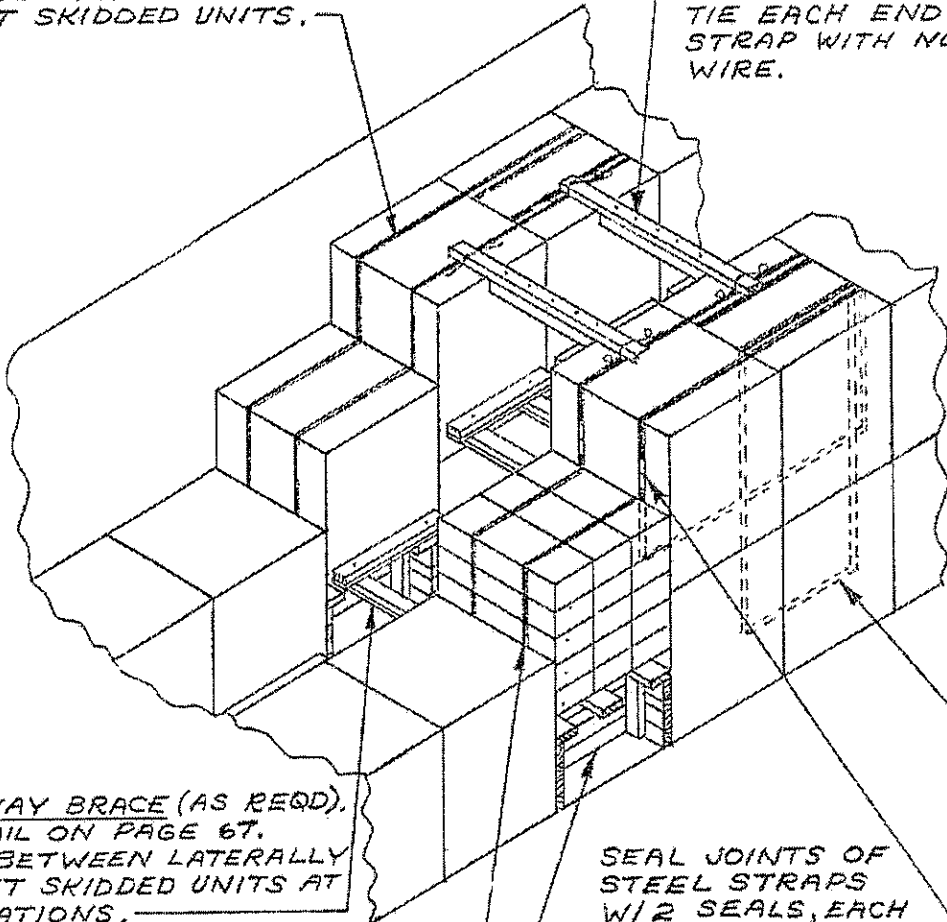 T SKIDDED UNITS.
TIE EACH END
STRAP WITH NO
WIRE.
AY BRACE (AS REQD).
IL ON PAGE 67.
BETWEEN LATERALLY
T SKIDDED UNITS AT
ATIONS.
SEAL JOINTS OF
STEEL STRAPS
W/2 SEALS, EACH